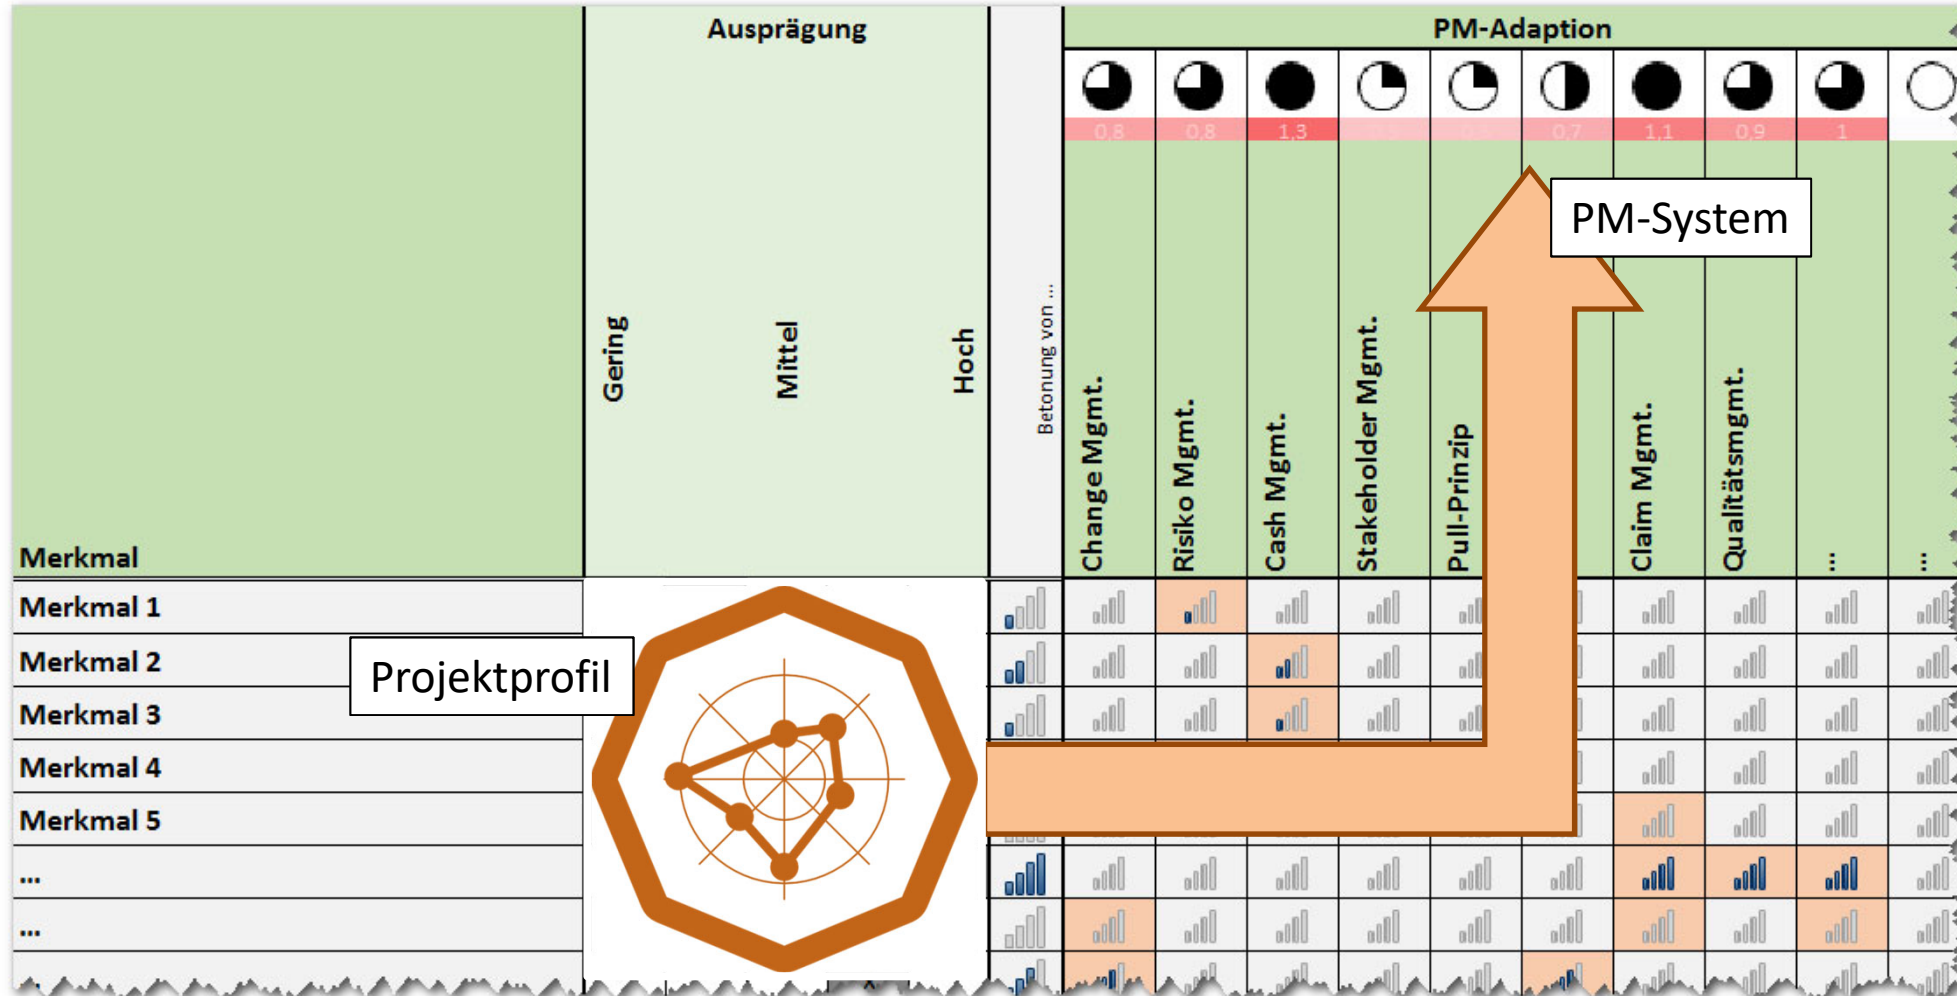 Ausprägung
PM-Adaption
0,8
0,8
1,3
0,7
1,1
0,9
1
PM-System
Gering
Mittel
Hoch
Betonung von ...
Change Mgmt.
Risiko Mgmt.
Cash Mgmt.
Stakeholder Mgmt.
Pull-Prinzip
Claim Mgmt.
Qualitätsmgmt.
...
...
Merkmal
Merkmal 1
Merkmal 2
Projektprofil
Merkmal 3
Merkmal 4
Merkmal 5
...
...